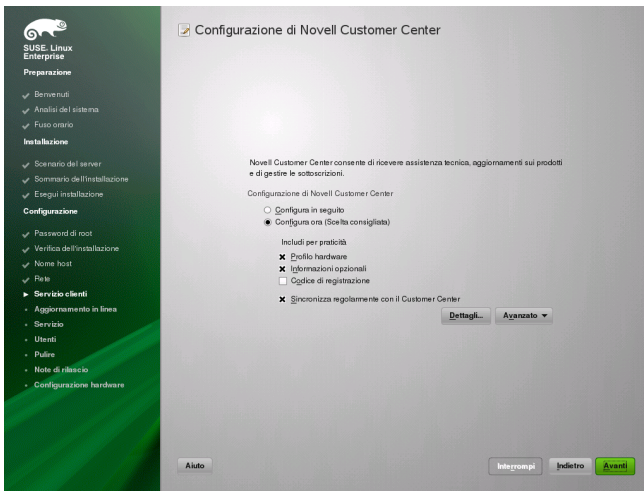 SUSE. Linux
Enterprise
Preparazione
Benvenuti
Analisi del sistema
Fuso orario
Installazione
Scenario del server
Sommario dell'installazione
Esegui installazione
Configurazione
Password di root
Verifica dell'installazione
Nome host
Rete
Servizio clienti
Aggiornamento in linea
Servizio
Utenti
Pulire
Note di rilascio
Configurazione hardware
Configurazione di Novell Customer Center
Novell Customer Center consente di ricevere assistenza tecnica, aggiornamenti sui prodotti
e di gestire le sottoscrizioni.
Configurazione di Novell Customer Center
Configura in seguito
Configura ora (Scelta consigliata)
Includi per praticità
Profilo hardware
Informazioni opzionali
Codice di registrazione
Sincronizza regolarmente con il Customer Center
Dettagli... Avanzato
Aiuto Interrompi Indietro Avanti